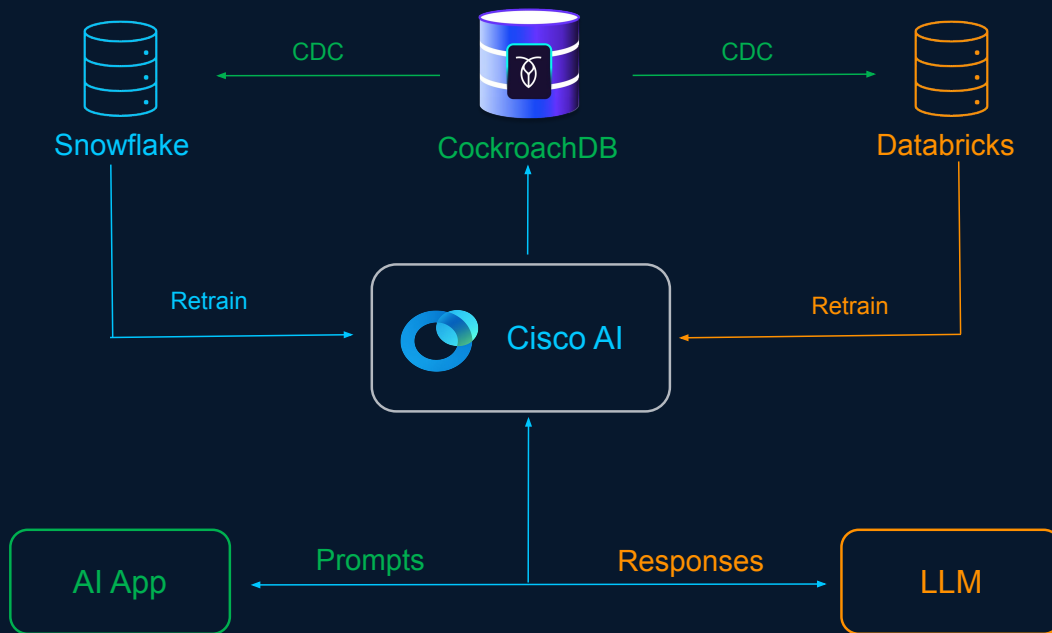 CDC
CDC
Snowflake
CockroachDB
Databricks
Retrain
Retrain
Cisco AI
Prompts
Responses
AI App
LLM